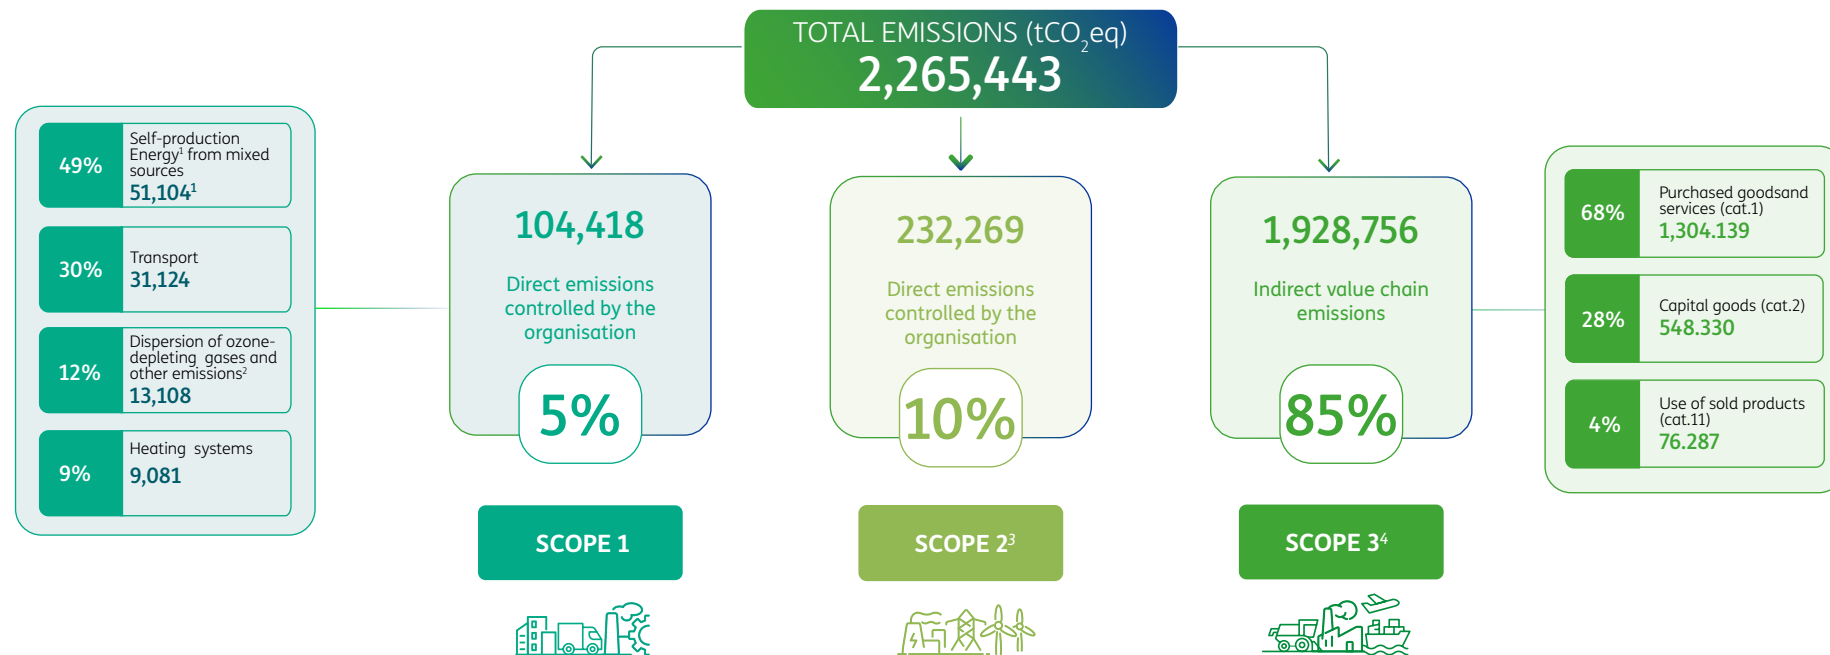 TOTAL EMISSIONS (tCO₂eq)
2,265,443
49%
Self-production
Energy¹ from mixed
sources
51,104¹
30%
Transport
31,124
12%
Dispersion of ozone-
depleting gases and
other emissions²
13,108
9%
Heating systems
9,081
104,418
Direct emissions
controlled by the
organisation
5%
SCOPE 1
232,269
Direct emissions
controlled by the
organisation
10%
SCOPE 2³
1,928,756
Indirect value chain
emissions
85%
SCOPE 3⁴
68%
Purchased goodsand
services (cat.1)
1,304.139
28%
Capital goods (cat.2)
548.330
4%
Use of sold products
(cat.11)
76.287